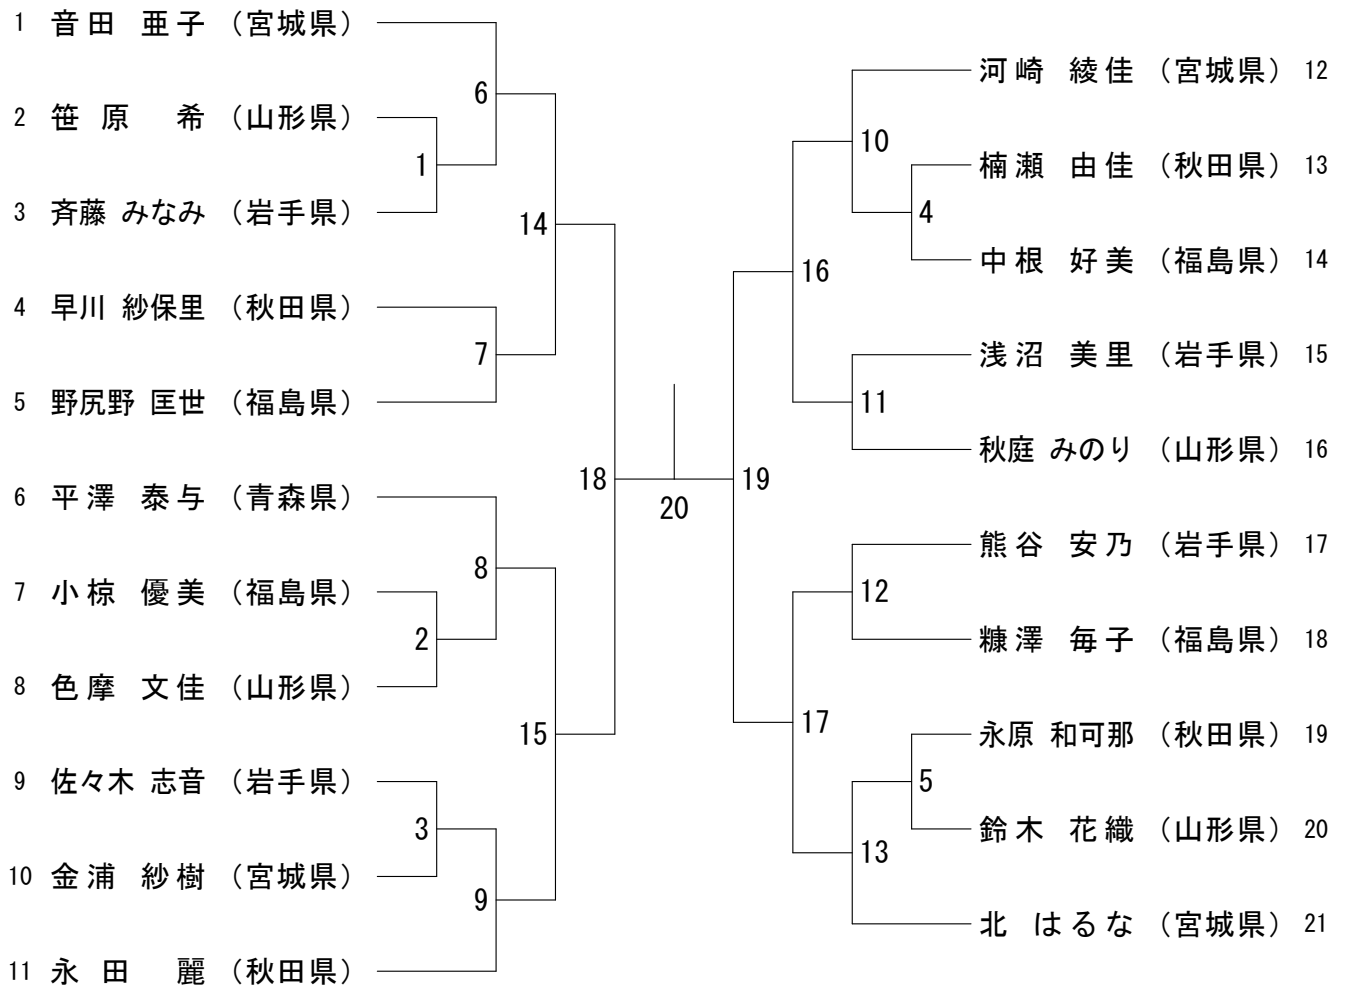 1 音田 亜子 （宮城県）
2 笹原 希 （山形県）
3 斉藤 みなみ （岩手県）
4 早川 紗保里 （秋田県）
5 野尻野 匡世 （福島県）
6 平澤 泰与 （青森県）
7 小椋 優美 （福島県）
8 色摩 文佳 （山形県）
9 佐々木 志音 （岩手県）
10 金浦 紗樹 （宮城県）
11 永田 麗 （秋田県）
6
1
14
7
18
8
2
15
3
9
20
河崎 綾佳 （宮城県） 12
楠瀬 由佳 （秋田県） 13
中根 好美 （福島県） 14
浅沼 美里 （岩手県） 15
秋庭 みのり （山形県） 16
熊谷 安乃 （岩手県） 17
糠澤 毎子 （福島県） 18
永原 和可那 （秋田県） 19
鈴木 花織 （山形県） 20
北 はるな （宮城県） 21
10
4
16
11
19
12
17
5
13